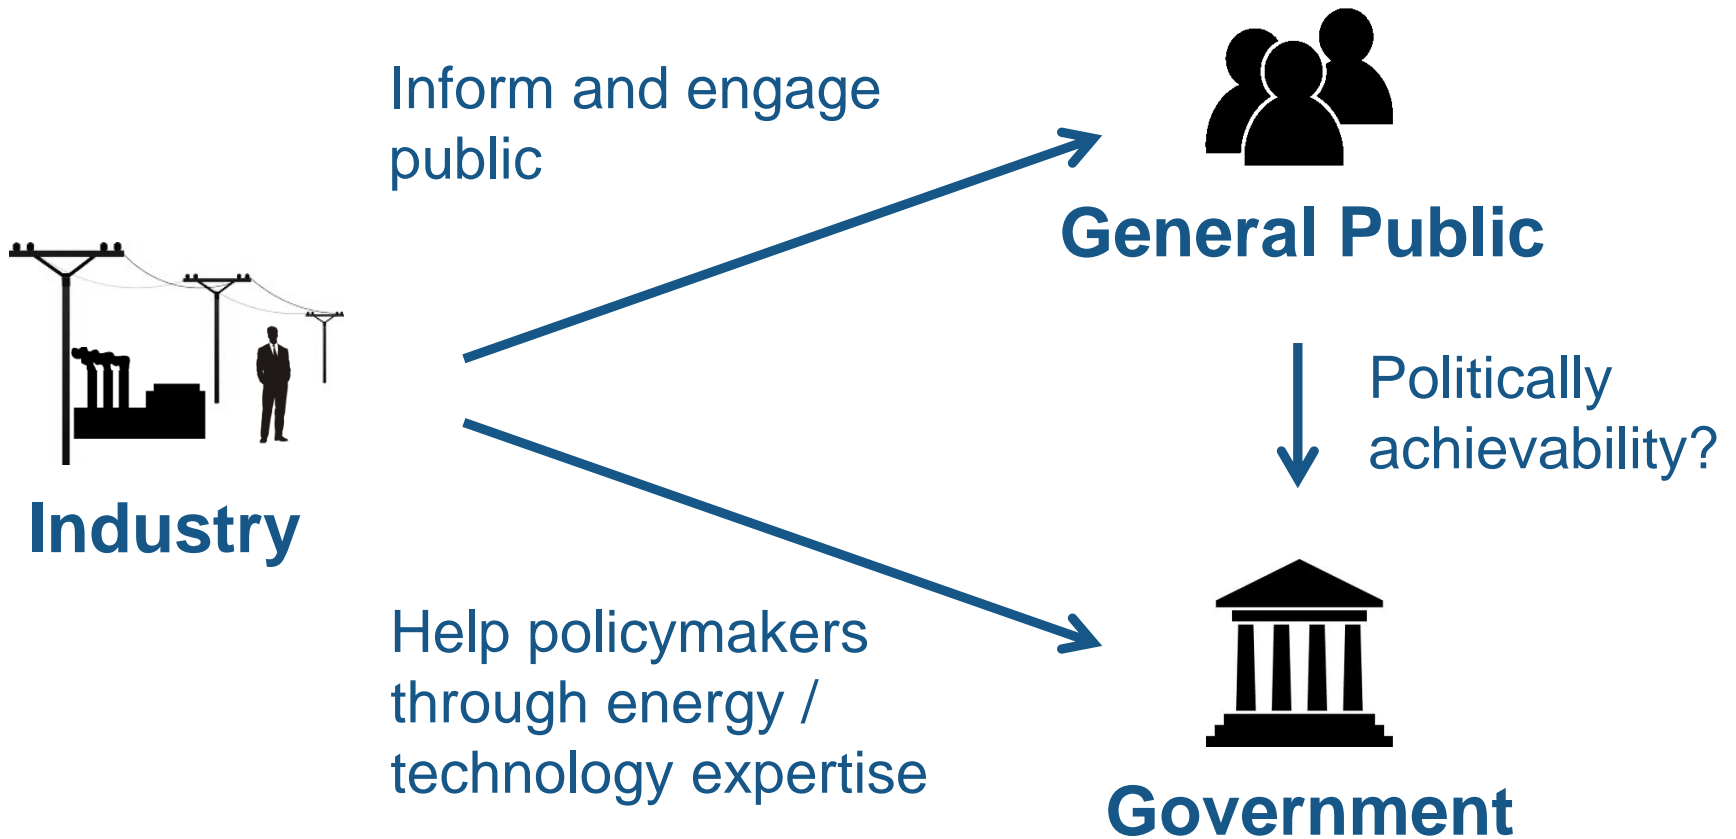 Inform and engage
public
General Public
Politically
achievability?
Industry
Help policymakers
through energy /
technology expertise
Government